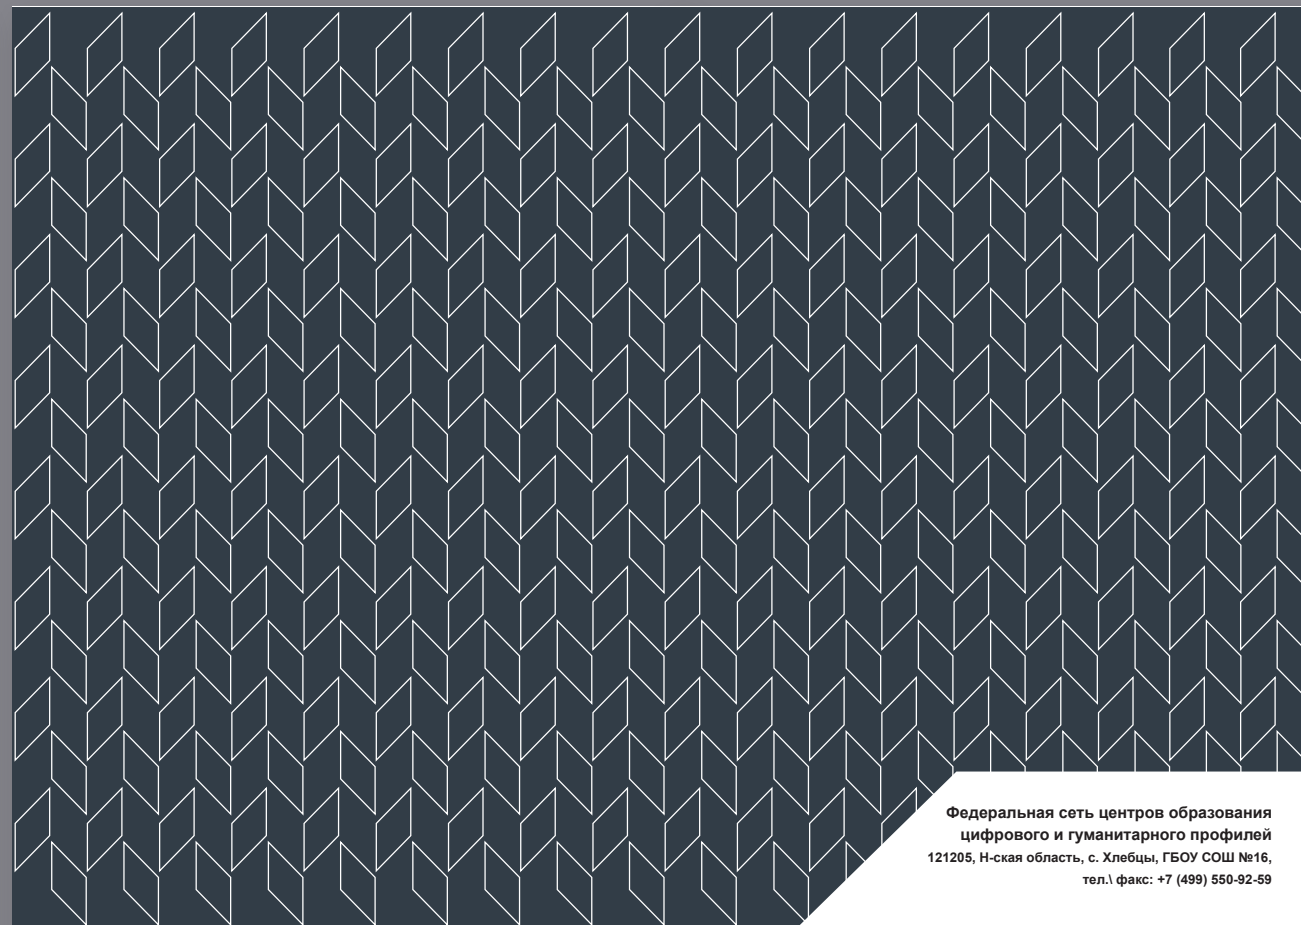 Федеральная сеть центров образования
цифрового и гуманитарного профилей
121205, Н-ская область, с. Хлебцы, ГБОУ СОШ №16,
тел.\ факс: +7 (499) 550-92-59